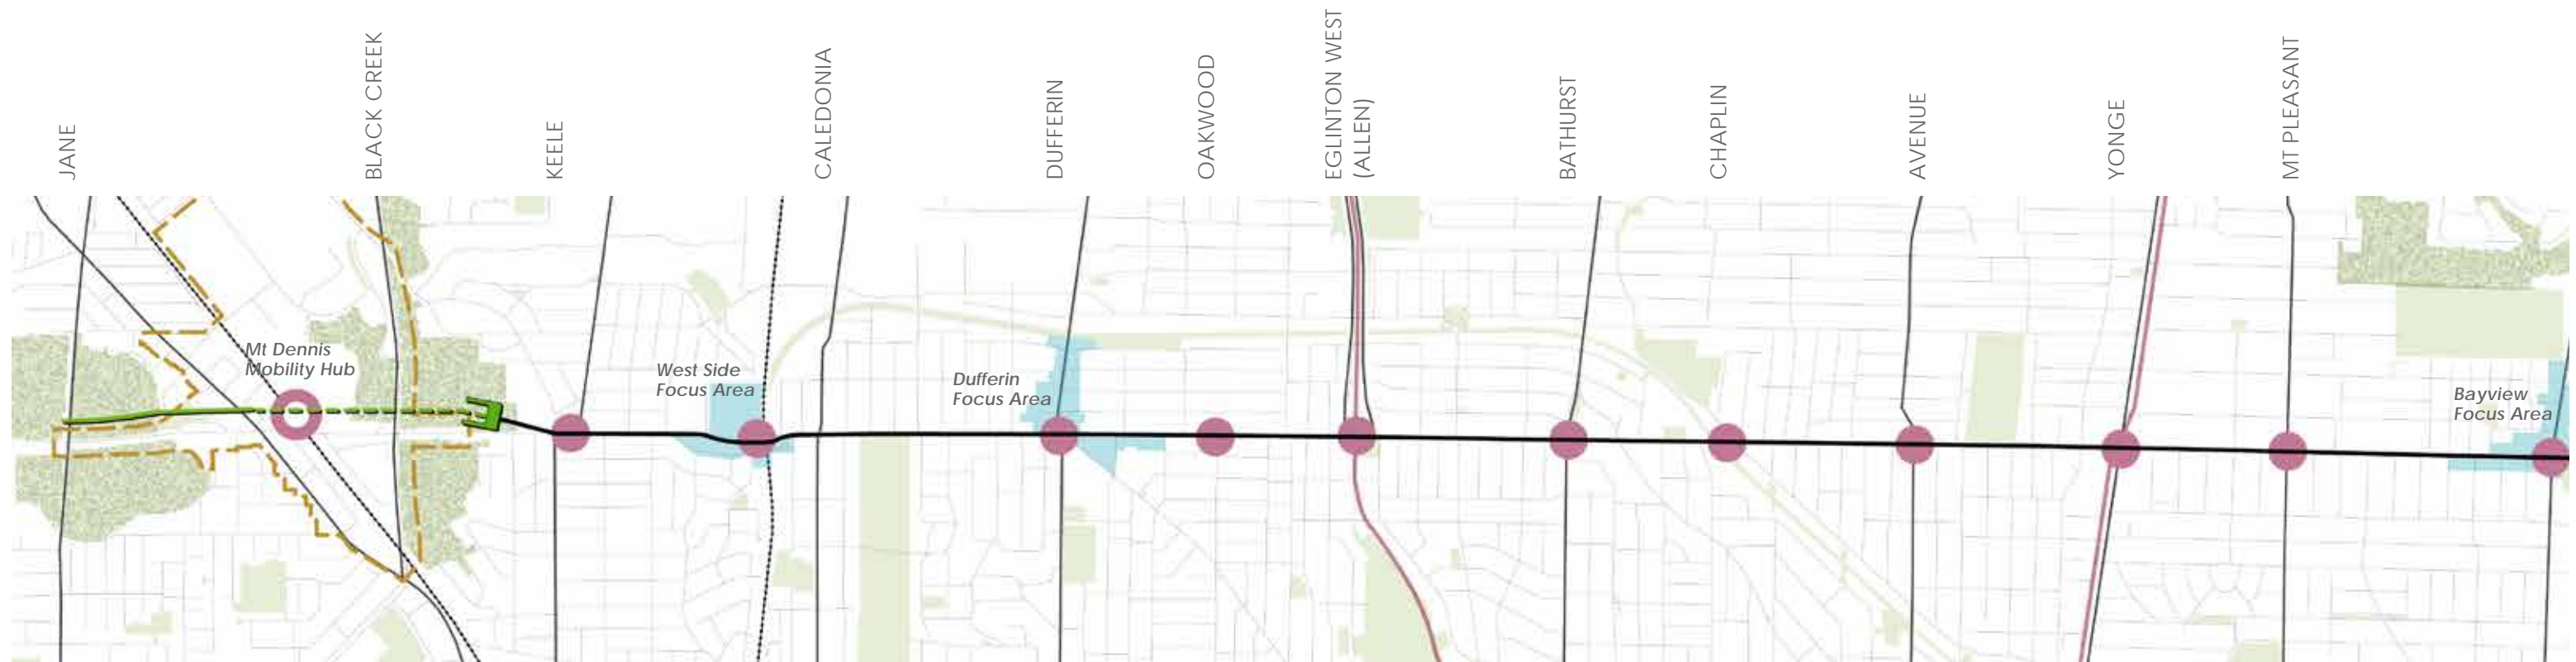 JANE
BLACK CREEK
KEELE
CALEDONIA
DUFFERIN
OAKWOOD
EGLINTON WEST
(ALLEN)
BATHURST
CHAPLIN
AVENUE
YONGE
MT PLEASANT
Mt Dennis
Mobility Hub
West Side
Focus Area
Dufferin
Focus Area
Bayview
Focus Area